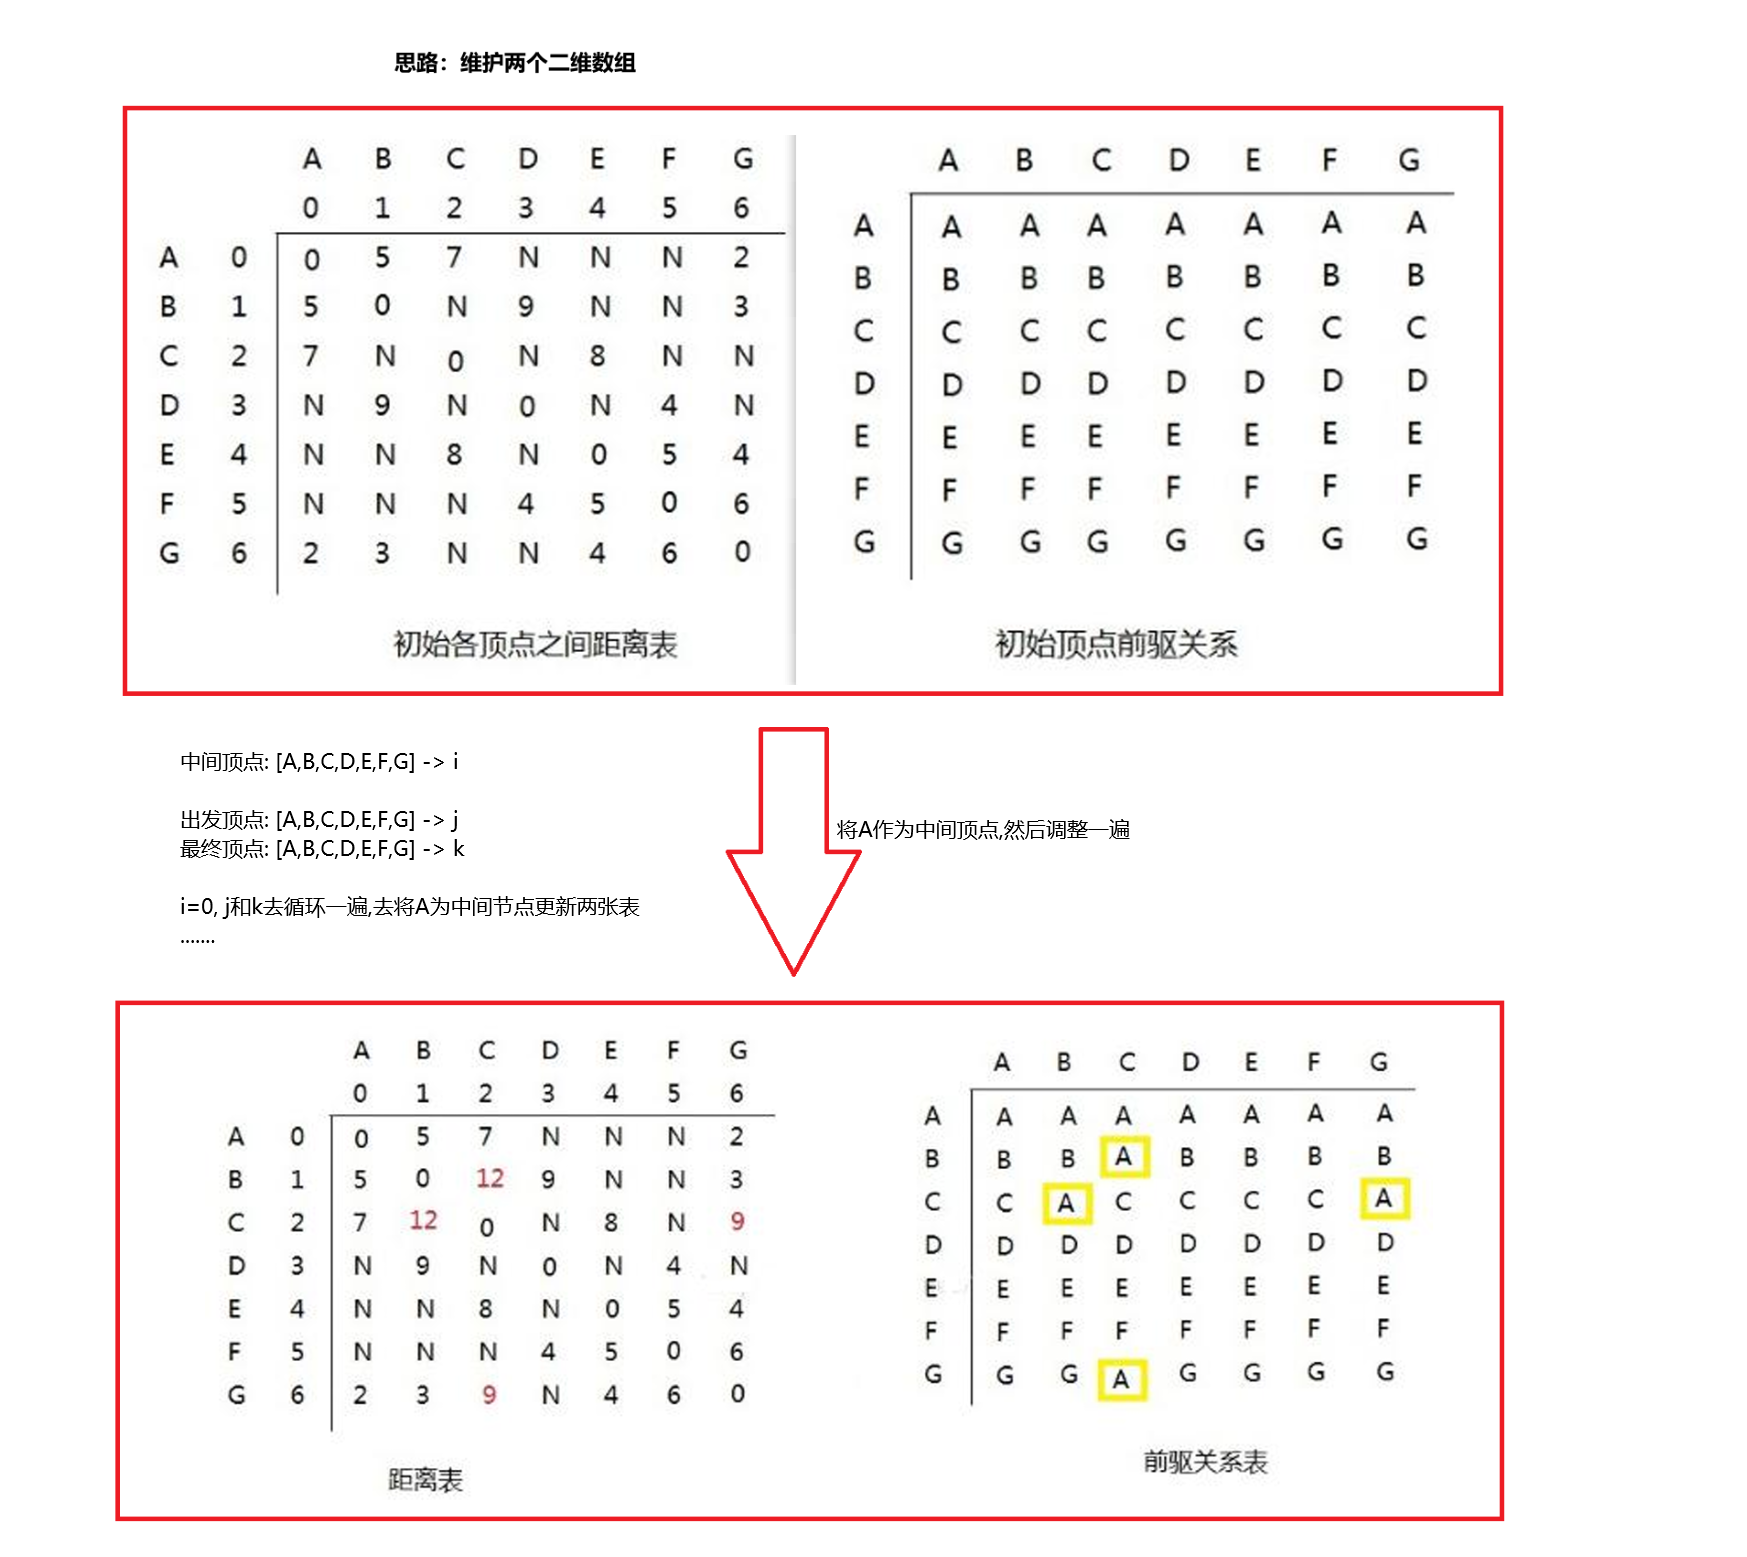 思路：维护两个二维数组
A B C D E F G
0 1 2 3 4 5 6
A 0 0 5 7 N N N 2
B 1 5 0 N 9 N N 3
C 2 7 N 0 N 8 N N
D 3 N 9 N 0 N 4 N
E 4 N N 8 N 0 5 4
F 5 N N N 4 5 0 6
G 6 2 3 N N 4 6 0
初始各顶点之间距离表
A B C D E F G
A A A A A A A A
B B B B B B B B
C C C C C C C C
D D D D D D D D
E E E E E E E E
F F F F F F F F
G G G G G G G G
初始顶点前驱关系
中间顶点: [A,B,C,D,E,F,G] -> i
出发顶点: [A,B,C,D,E,F,G] -> j
最终顶点: [A,B,C,D,E,F,G] -> k
i=0, j和k去循环一遍,去将A为中间节点更新两张表
.......
将A作为中间顶点,然后调整一遍
A B C D E F G
0 1 2 3 4 5 6
A 0 0 5 7 N N N 2
B 1 5 0 12 9 N N 3
C 2 7 12 0 N 8 N 9
D 3 N 9 N 0 N 4 N
E 4 N N 8 N 0 5 4
F 5 N N N 4 5 0 6
G 6 2 3 9 N 4 6 0
距离表
A B C D E F G
A A A A A A A A
B B B A B B B B
C C A C C C C A
D D D D D D D D
E E E E E E E E
F F F F F F F F
G G G A G G G G
前驱关系表